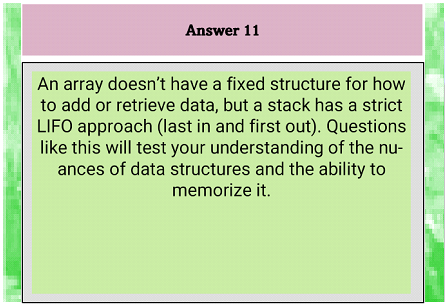 Answer 11
An array doesn't have a fixed structure for how
to add or retrieve data, but a stack has a strict
LIFO approach (last in and first out). Questions
like this will test your understanding of the nu-
ances of data structures and the ability to
memorize it.